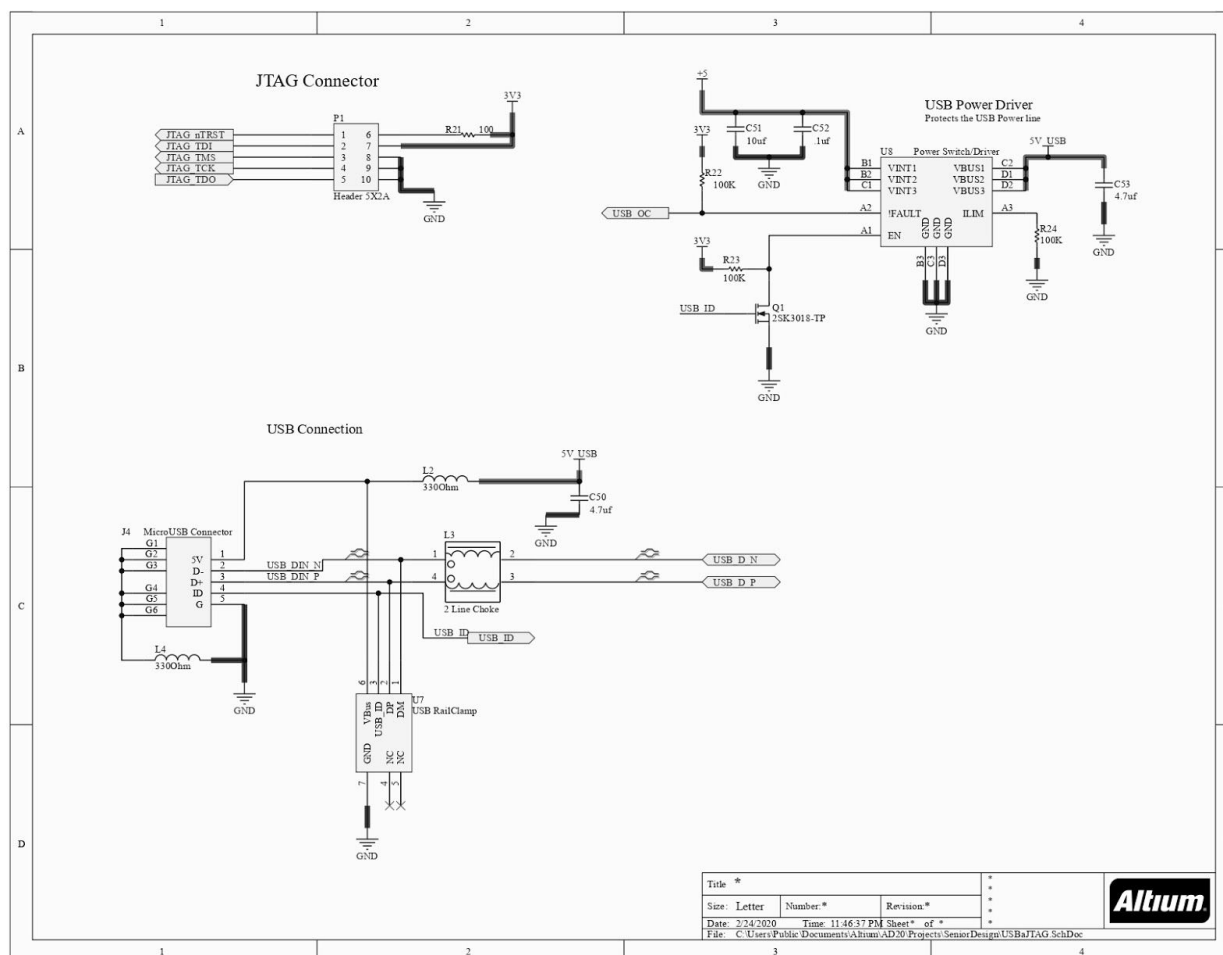 1 2 3 4
A
B
C
D
JTAG Connector
P1
JTAG_nTRST 1 6
JTAG_TDI 2 7
JTAG_TMS 3 8
JTAG_TCK 4 9
JTAG_TDO 5 10
Header 5X2A
R21 100
3V3
GND
+5
C51
10uf
C52
.1uf
GND
3V3
R22
100K
USB_OC
USB Power Driver
Protects the USB Power line
5V_USB
U8 Power Switch/Driver
B1 VINT1 VBUS1 C2
B2 VINT2 VBUS2 D1
C1 VINT3 VBUS3 D2
A2 !FAULT ILIM A3
A1 EN
GND GND GND
B3 C3 D3
GND
C53
4.7uf
GND
R24
100K
GND
3V3
R23
100K
USB_ID
Q1
2SK3018-TP
GND
USB Connection
5V_USB
L2
330Ohm
C50
4.7uf
GND
J4 MicroUSB Connector
G1
G2 5V 1
G3 D- 2
D+ 3
G4 ID 4
G5 G 5
G6
USB_DIN_N
USB_DIN_P
L3
1 2
4 3
2 Line Choke
USB_D_N
USB_D_P
USB_ID USB_ID
L4
330Ohm
GND
6 3 2 1
U7
USB RailClamp
VBus USB_ID DP DM
GND NC NC
7 4 5
GND
Title *
Size: Letter Number:* Revision:*
Date: 2/24/2020 Time: 11:46:37 PM Sheet* of *
File: C:\Users\Public\Documents\Altium\AD20\Projects\SeniorDesign\USBaJTAG.SchDoc
*
*
*
*
Altium
1 2 3 4
A
B
C
D